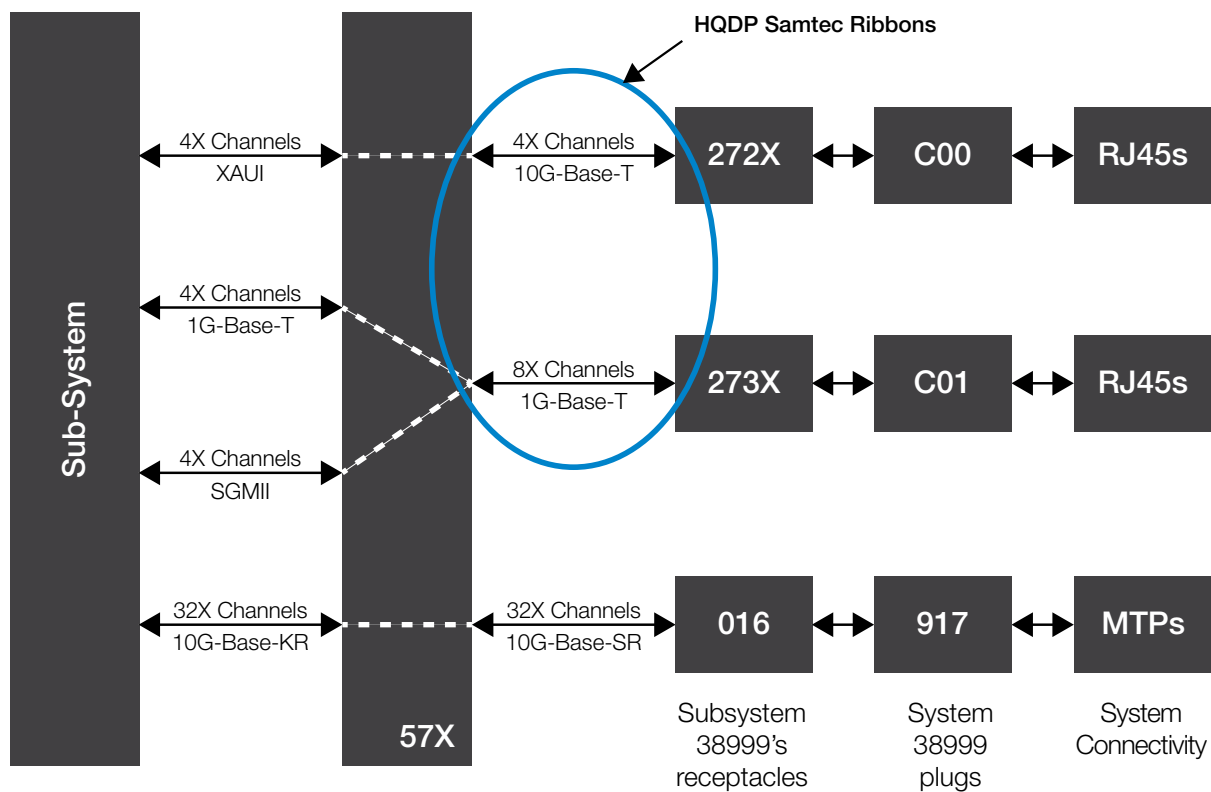 HQDP Samtec Ribbons
4X Channels
XAUI
4X Channels
10G-Base-T
272X
C00
RJ45s
4X Channels
1G-Base-T
Sub-System
8X Channels
1G-Base-T
273X
C01
RJ45s
4X Channels
SGMII
32X Channels
10G-Base-KR
32X Channels
10G-Base-SR
016
917
MTPs
57X
Subsystem
38999's
receptacles
System
38999
plugs
System
Connectivity